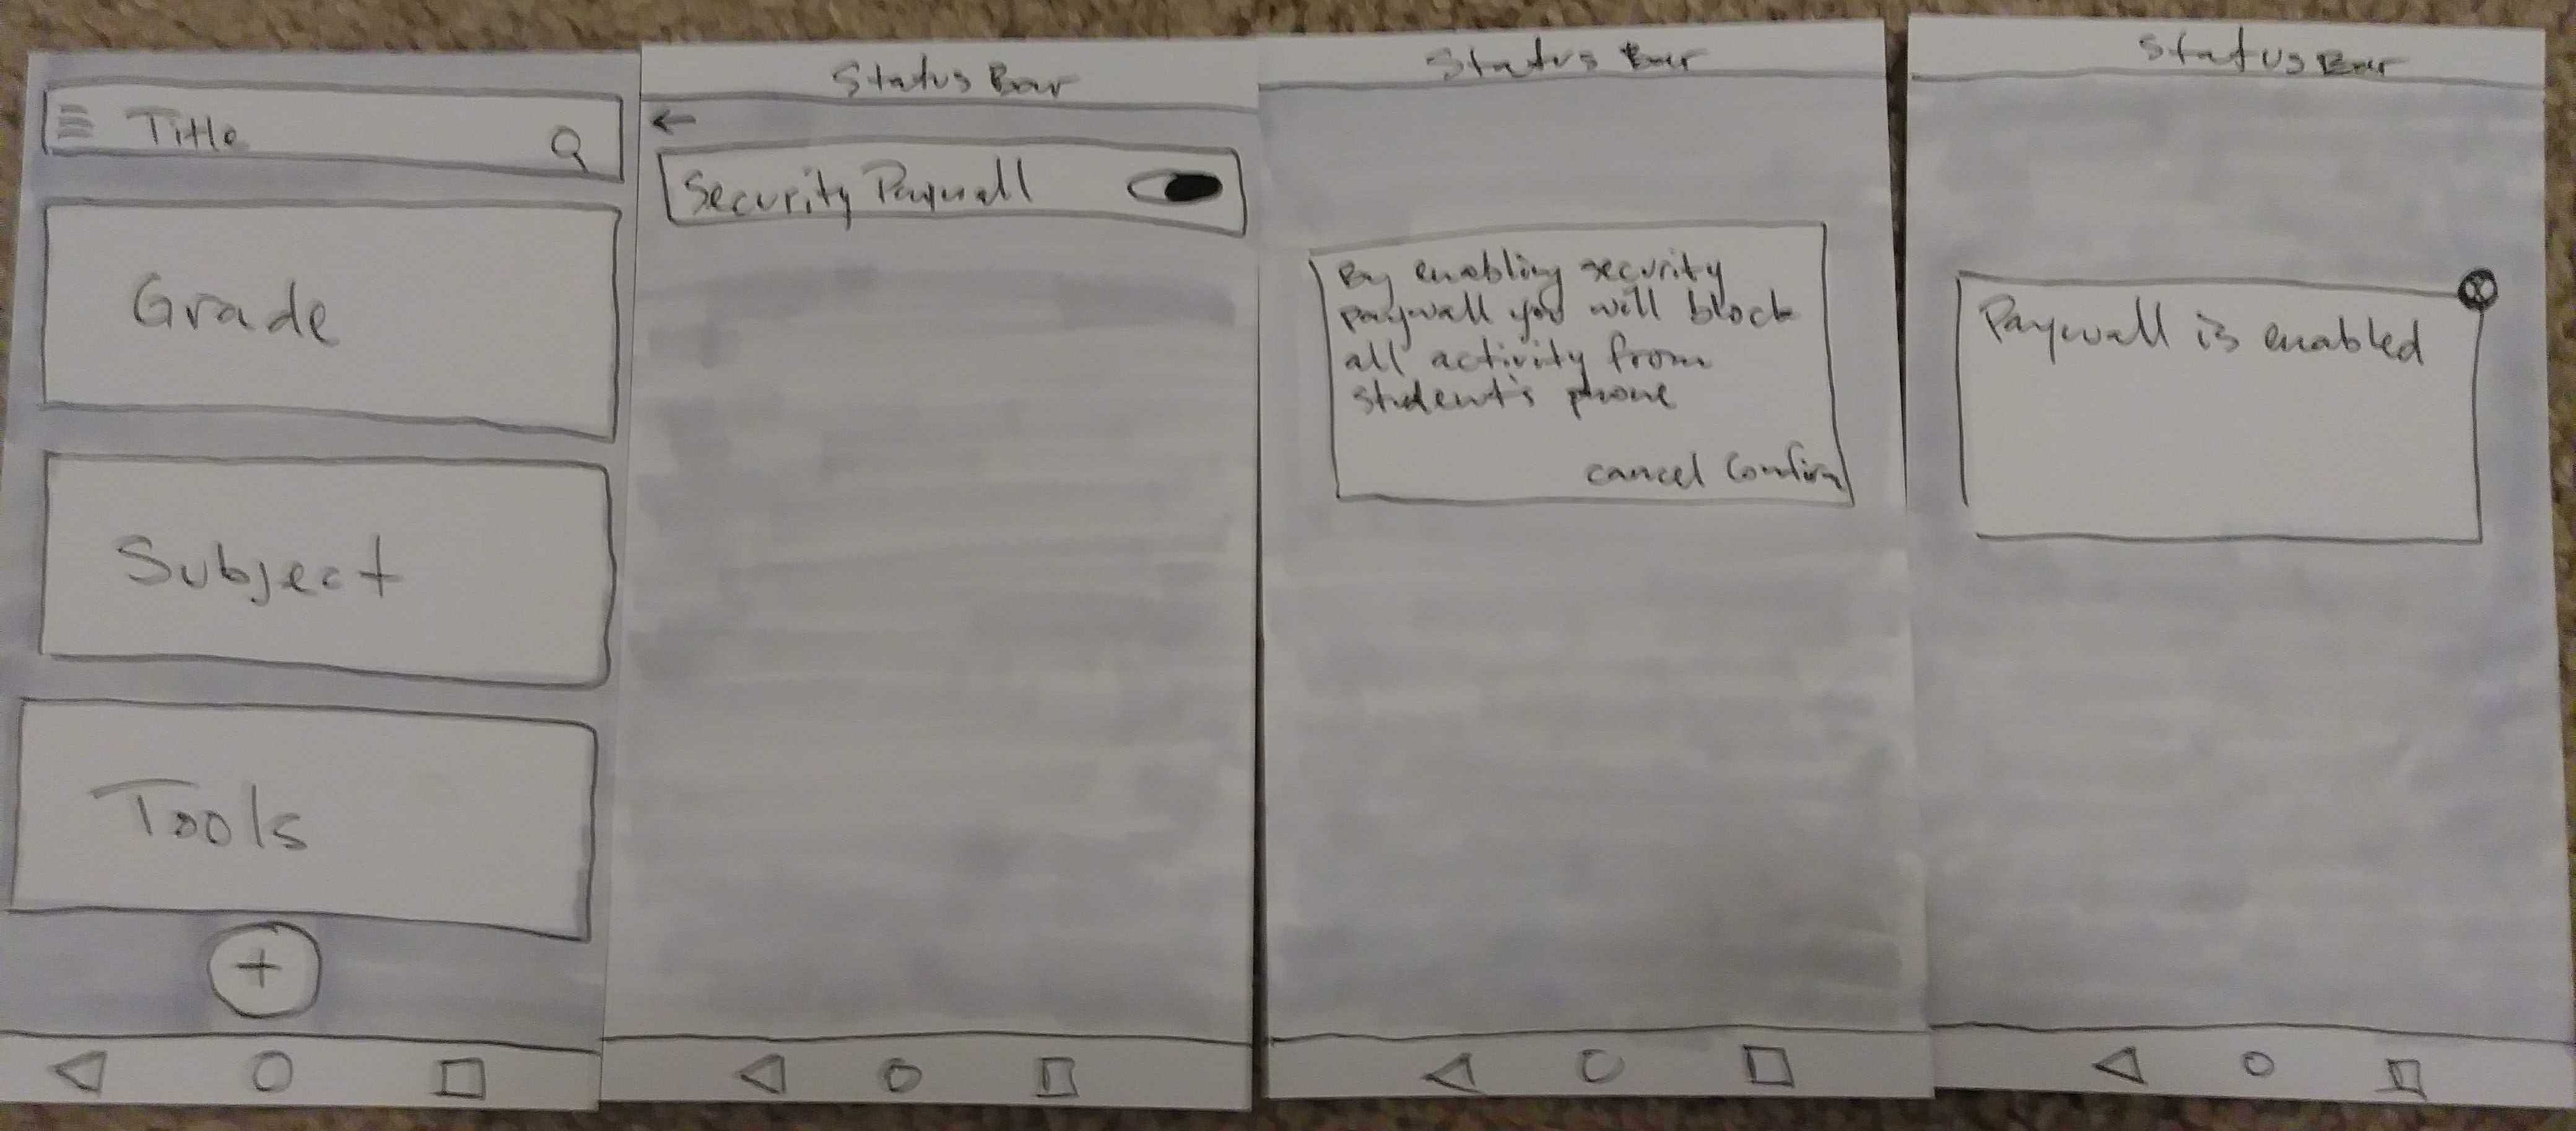 Title
Grade
Subject
Tools
+
Status Bar
←
Security Paywall
Status Bar
By enabling security
paywall you will block
all activity from
student's phone
cancel Confirm
Status Bar
Paywall is enabled